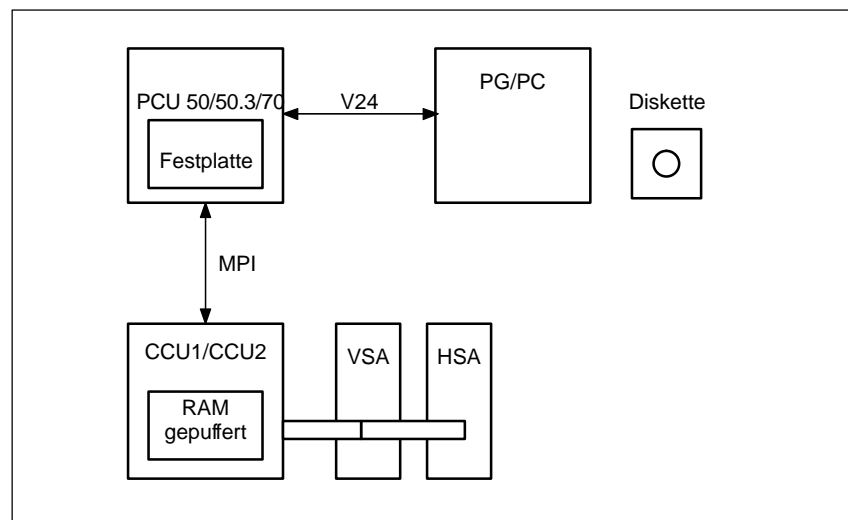 PCU 50/50.3/70
Festplatte
V24
PG/PC
Diskette
MPI
CCU1/CCU2
RAM
gepuffert
VSA
HSA